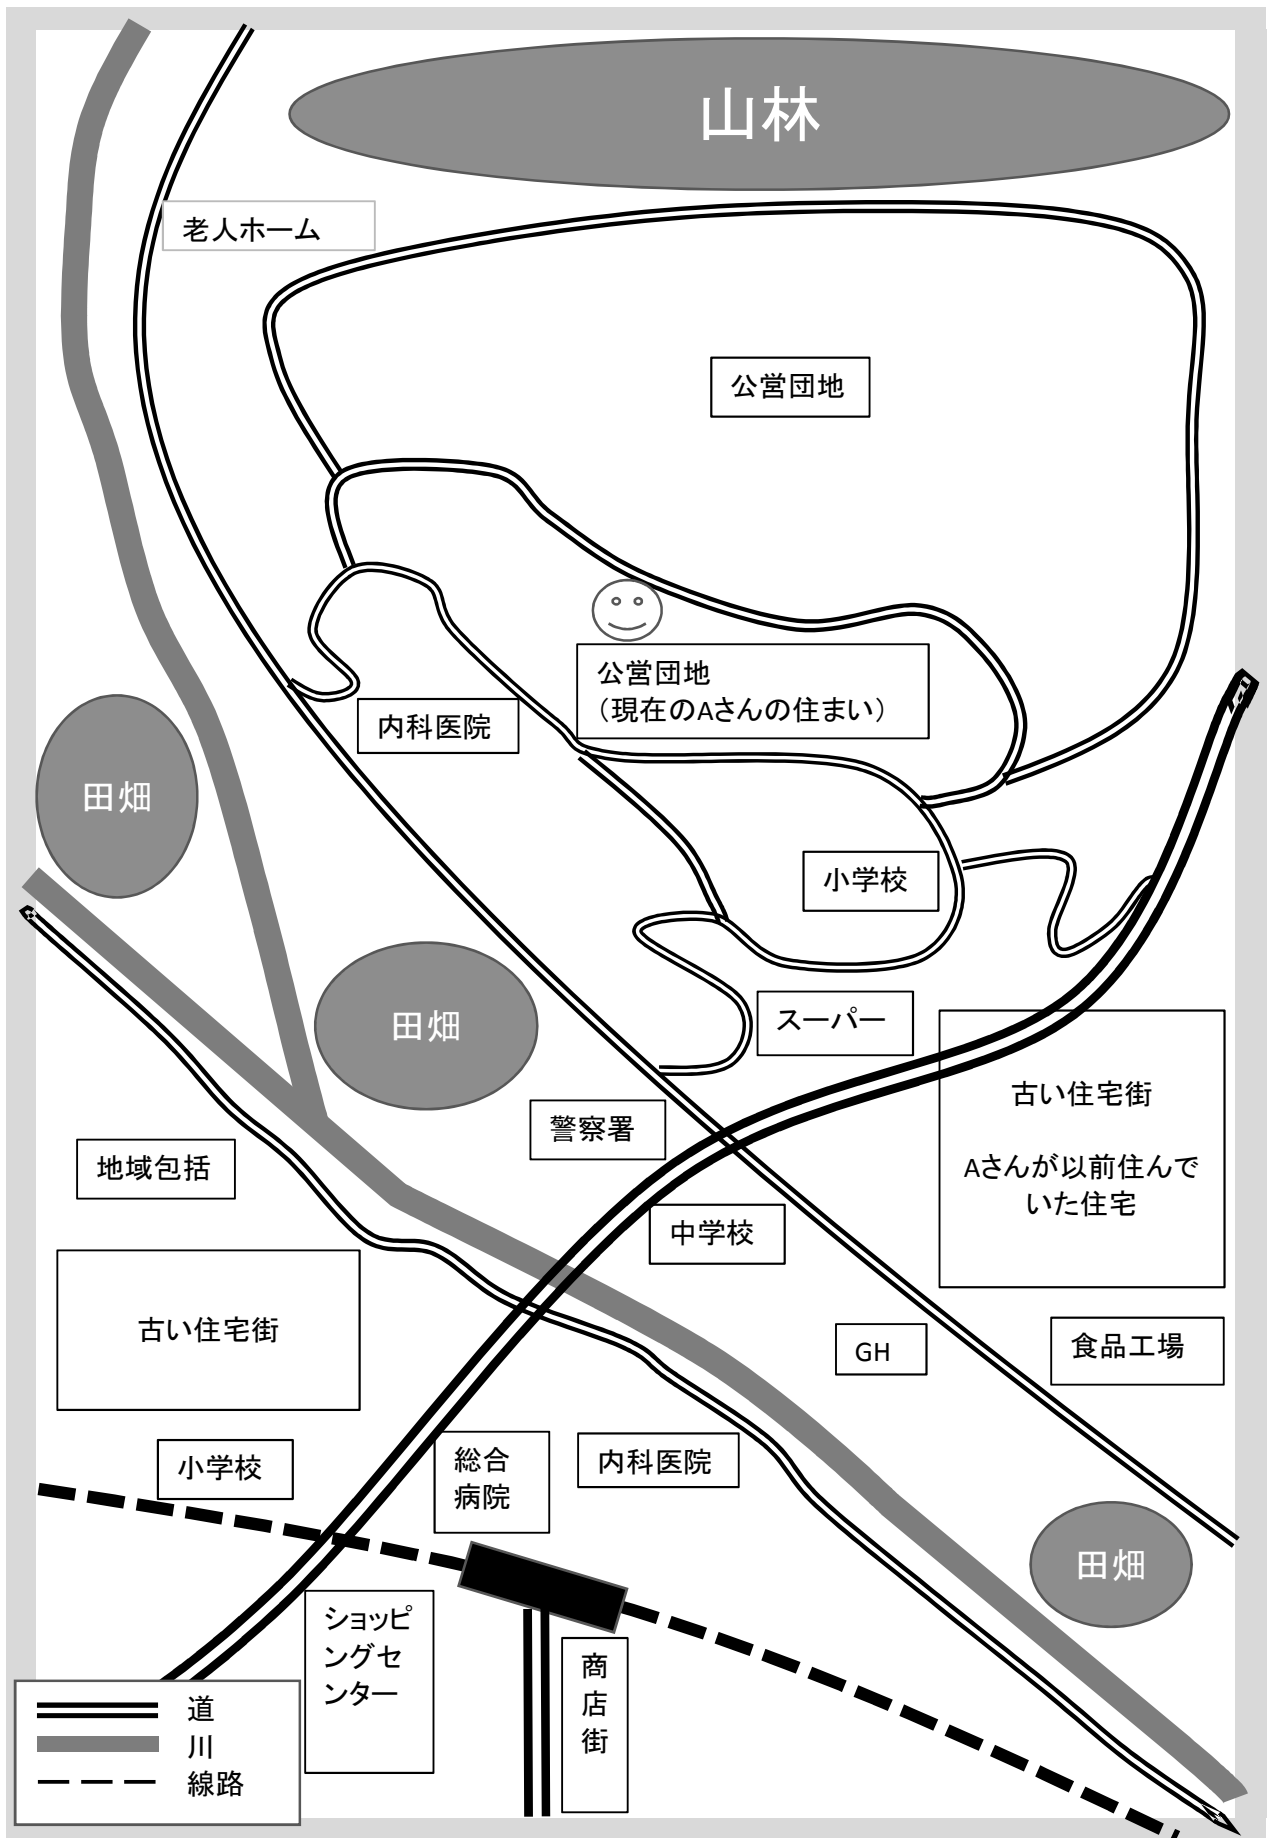 山林
老人ホーム
公営団地
公営団地
（現在のAさんの住まい）
内科医院
田畑
小学校
スーパー
田畑
古い住宅街
Aさんが以前住んで
いた住宅
警察署
地域包括
中学校
古い住宅街
GH
食品工場
小学校
総合
病院
内科医院
田畑
ショッピ
ングセ
ンター
商
店
街
道
川
線路